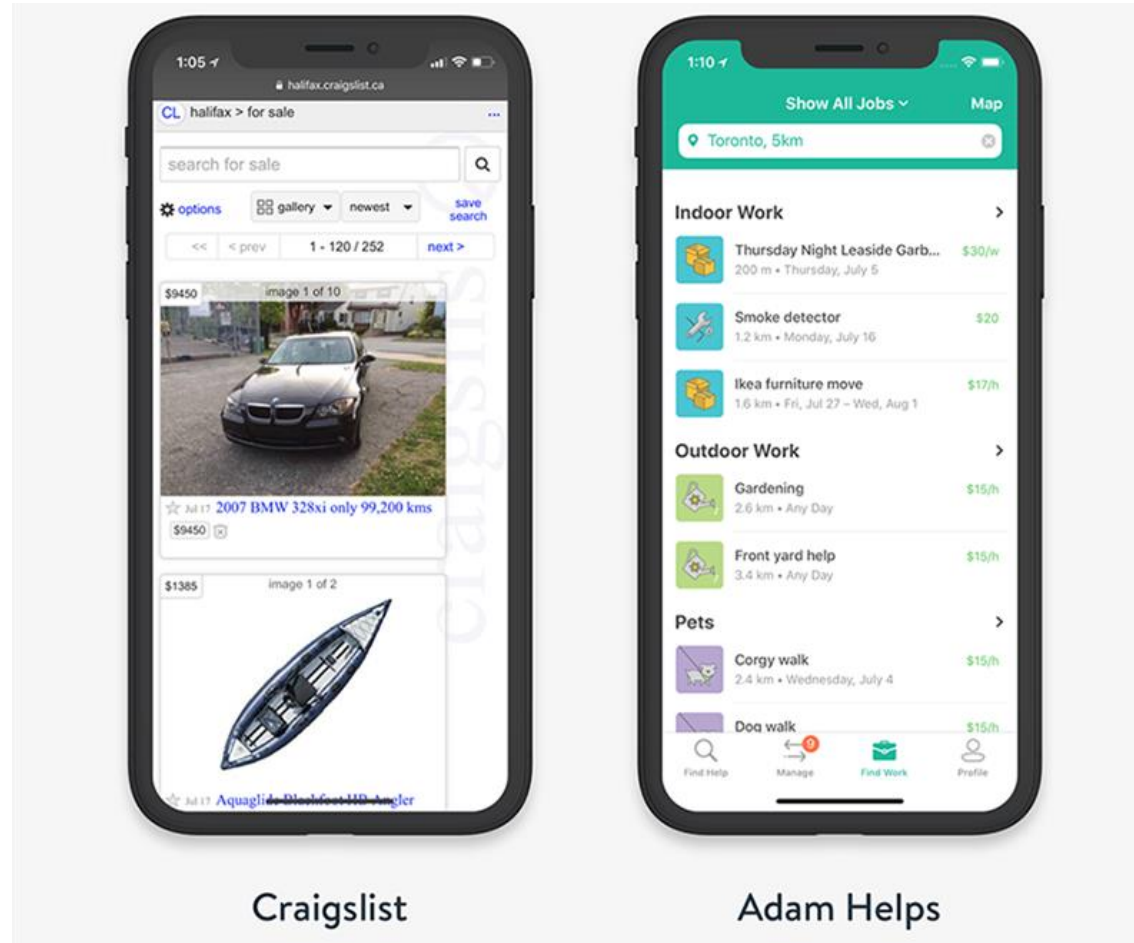 1:05
halifax.craigslist.ca
CL halifax > for sale
...
search for sale
options
gallery
newest
save
search
<< < prev 1 - 120 / 252 next >
$9450
image 1 of 10
Jul 17 2007 BMW 328xi only 99,200 kms
$9450
$1385
image 1 of 2
Jul 17 Aquaglide Blackfoot HD Angler
craigslist
Craigslist
1:10
Show All Jobs
Map
Toronto, 5km
Indoor Work
Thursday Night Leaside Garb...
$30/w
200 m • Thursday, July 5
Smoke detector
$20
1.2 km • Monday, July 16
Ikea furniture move
$17/h
1.6 km • Fri, Jul 27 – Wed, Aug 1
Outdoor Work
Gardening
$15/h
2.6 km • Any Day
Front yard help
$15/h
3.4 km • Any Day
Pets
Corgy walk
$15/h
2.4 km • Wednesday, July 4
Dog walk
$15/h
9
Find Help
Manage
Find Work
Profile
Adam Helps